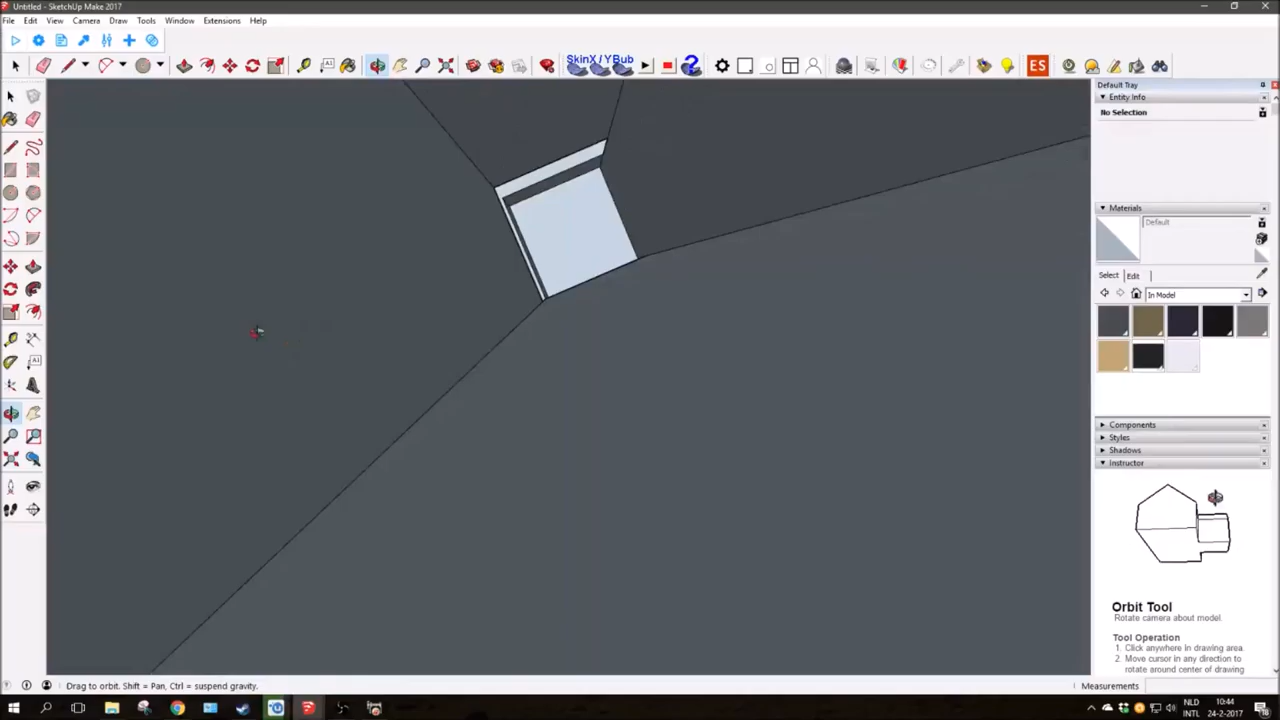 Untitled - SketchUp Make 2017
File Edit View Camera Draw Tools Window Extensions Help
SkinX / YBub
ES
Default Tray
Entity Info
No Selection
Materials
Default
Select Edit
In Model
Components
Styles
Shadows
Instructor
Orbit Tool
Rotate camera about model.
Tool Operation
1. Click anywhere in drawing area.
2. Move cursor in any direction to
rotate around center of drawing
Drag to orbit. Shift = Pan, Ctrl = suspend gravity.
Measurements
NLD
INTL
10:44
24-2-2017